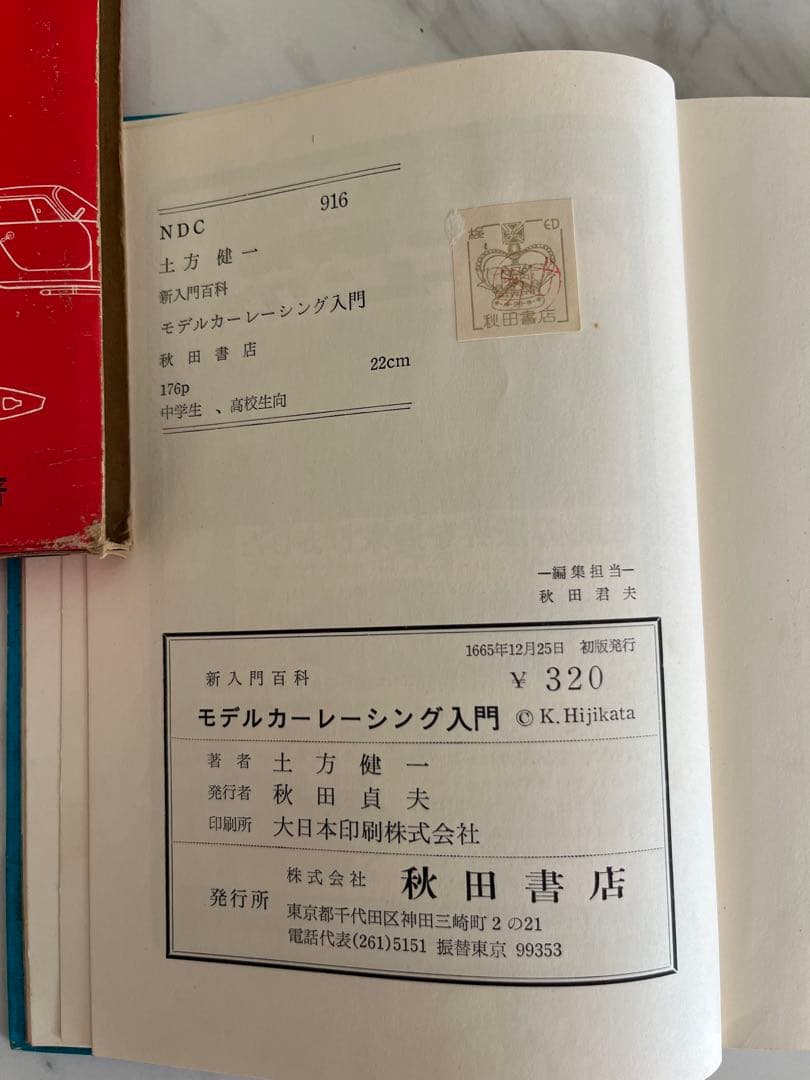 NDC 916
土方健一
新入門百科
モデルカーレーシング入門
秋田書店
22cm
176p
中学生 、高校生向
検 印
秋田書店
―編集担当―
秋田君夫
1665年12月25日 初版発行
新入門百科 ¥ 320
モデルカーレーシング入門 © K. Hijikata
著者 土方健一
発行者 秋田貞夫
印刷所 大日本印刷株式会社
発行所 株式会社 秋田書店
東京都千代田区神田三崎町2の21
電話代表(261)5151 振替東京 99353